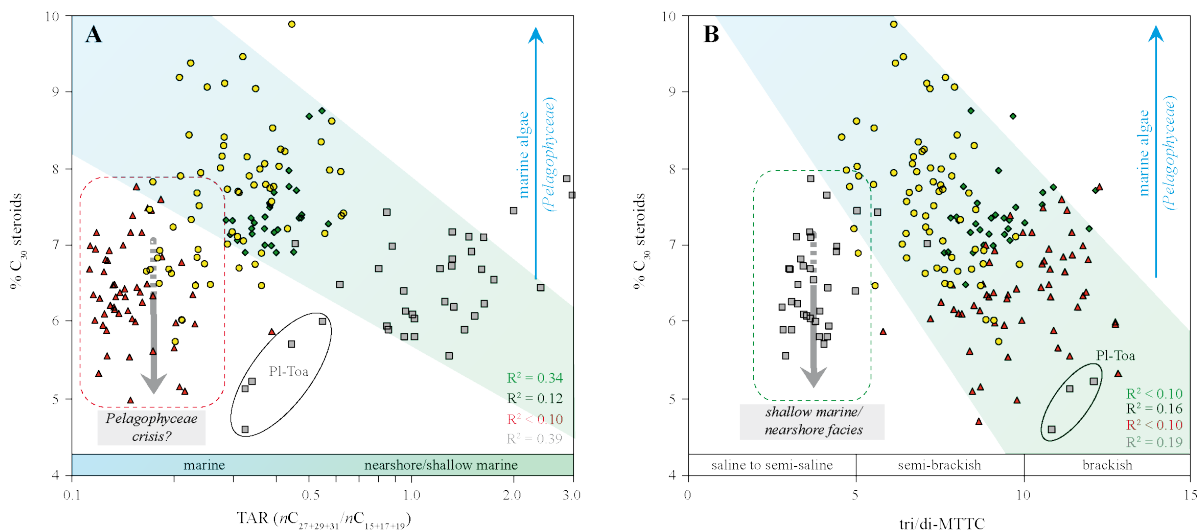 A
10
9
8
7
6
5
4
% C30 steroids
marine algae
(Pelagophyceae)
Pl-Toa
Pelagophyceae
crisis?
R² = 0.34
R² = 0.12
R² < 0.10
R² = 0.39
marine
nearshore/shallow marine
0.1
0.2
0.5
1.0
2.0
3.0
TAR (nC27+29+31/nC15+17+19)
B
10
9
8
7
6
5
4
% C30 steroids
marine algae
(Pelagophyceae)
Pl-Toa
shallow marine/
nearshore facies
R² < 0.10
R² = 0.16
R² < 0.10
R² = 0.19
saline to semi-saline
semi-brackish
brackish
0
5
10
15
tri/di-MTTC